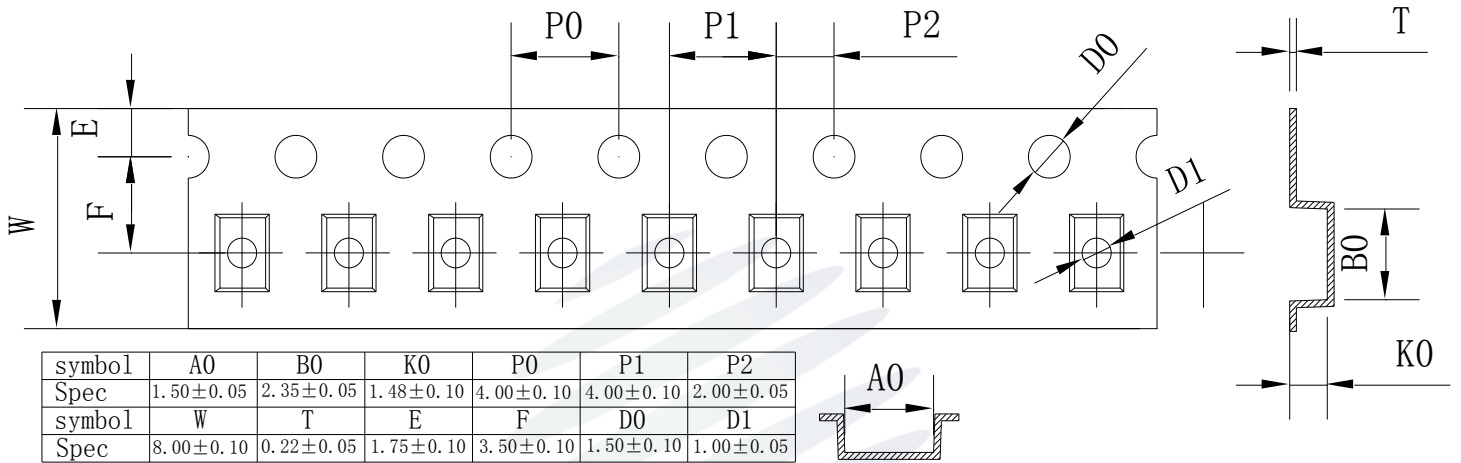 P0 P1 P2 T
D0
E
D1
F
W
B0
K0
A0
symbol A0 B0 K0 P0 P1 P2
Spec 1.50±0.05 2.35±0.05 1.48±0.10 4.00±0.10 4.00±0.10 2.00±0.05
symbol W T E F D0 D1
Spec 8.00±0.10 0.22±0.05 1.75±0.10 3.50±0.10 1.50±0.10 1.00±0.05